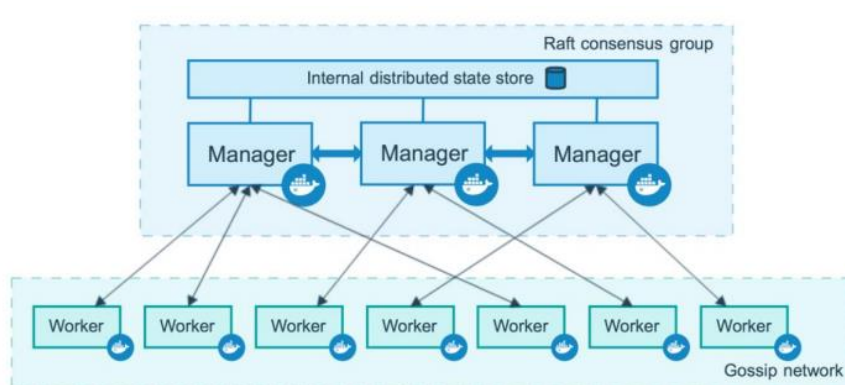 Raft consensus group
Internal distributed state store
Manager
Manager
Manager
Worker
Worker
Worker
Worker
Worker
Worker
Worker
Gossip network